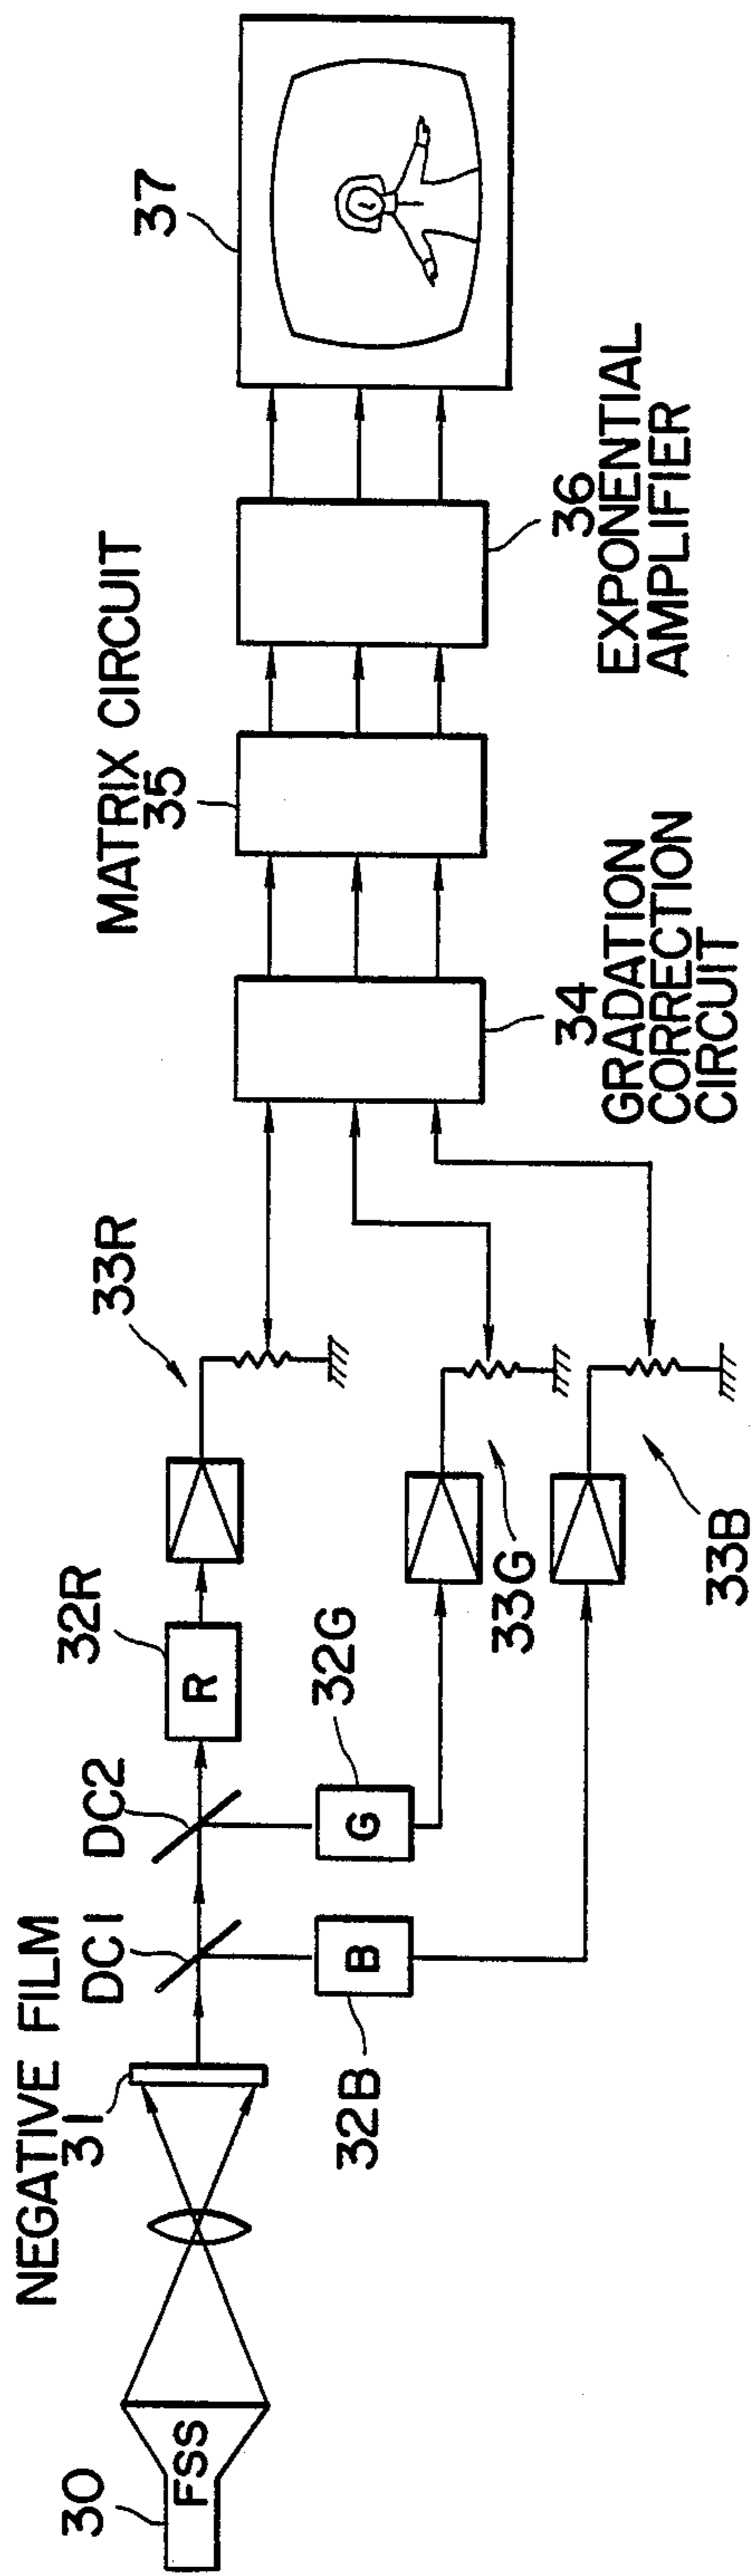 30
FSS
NEGATIVE FILM
31
DC1
DC2
32R
R
33R
32B
B
32G
G
33G
33B
34
GRADATION
CORRECTION
CIRCUIT
MATRIX CIRCUIT
35
36
EXPONENTIAL
AMPLIFIER
37